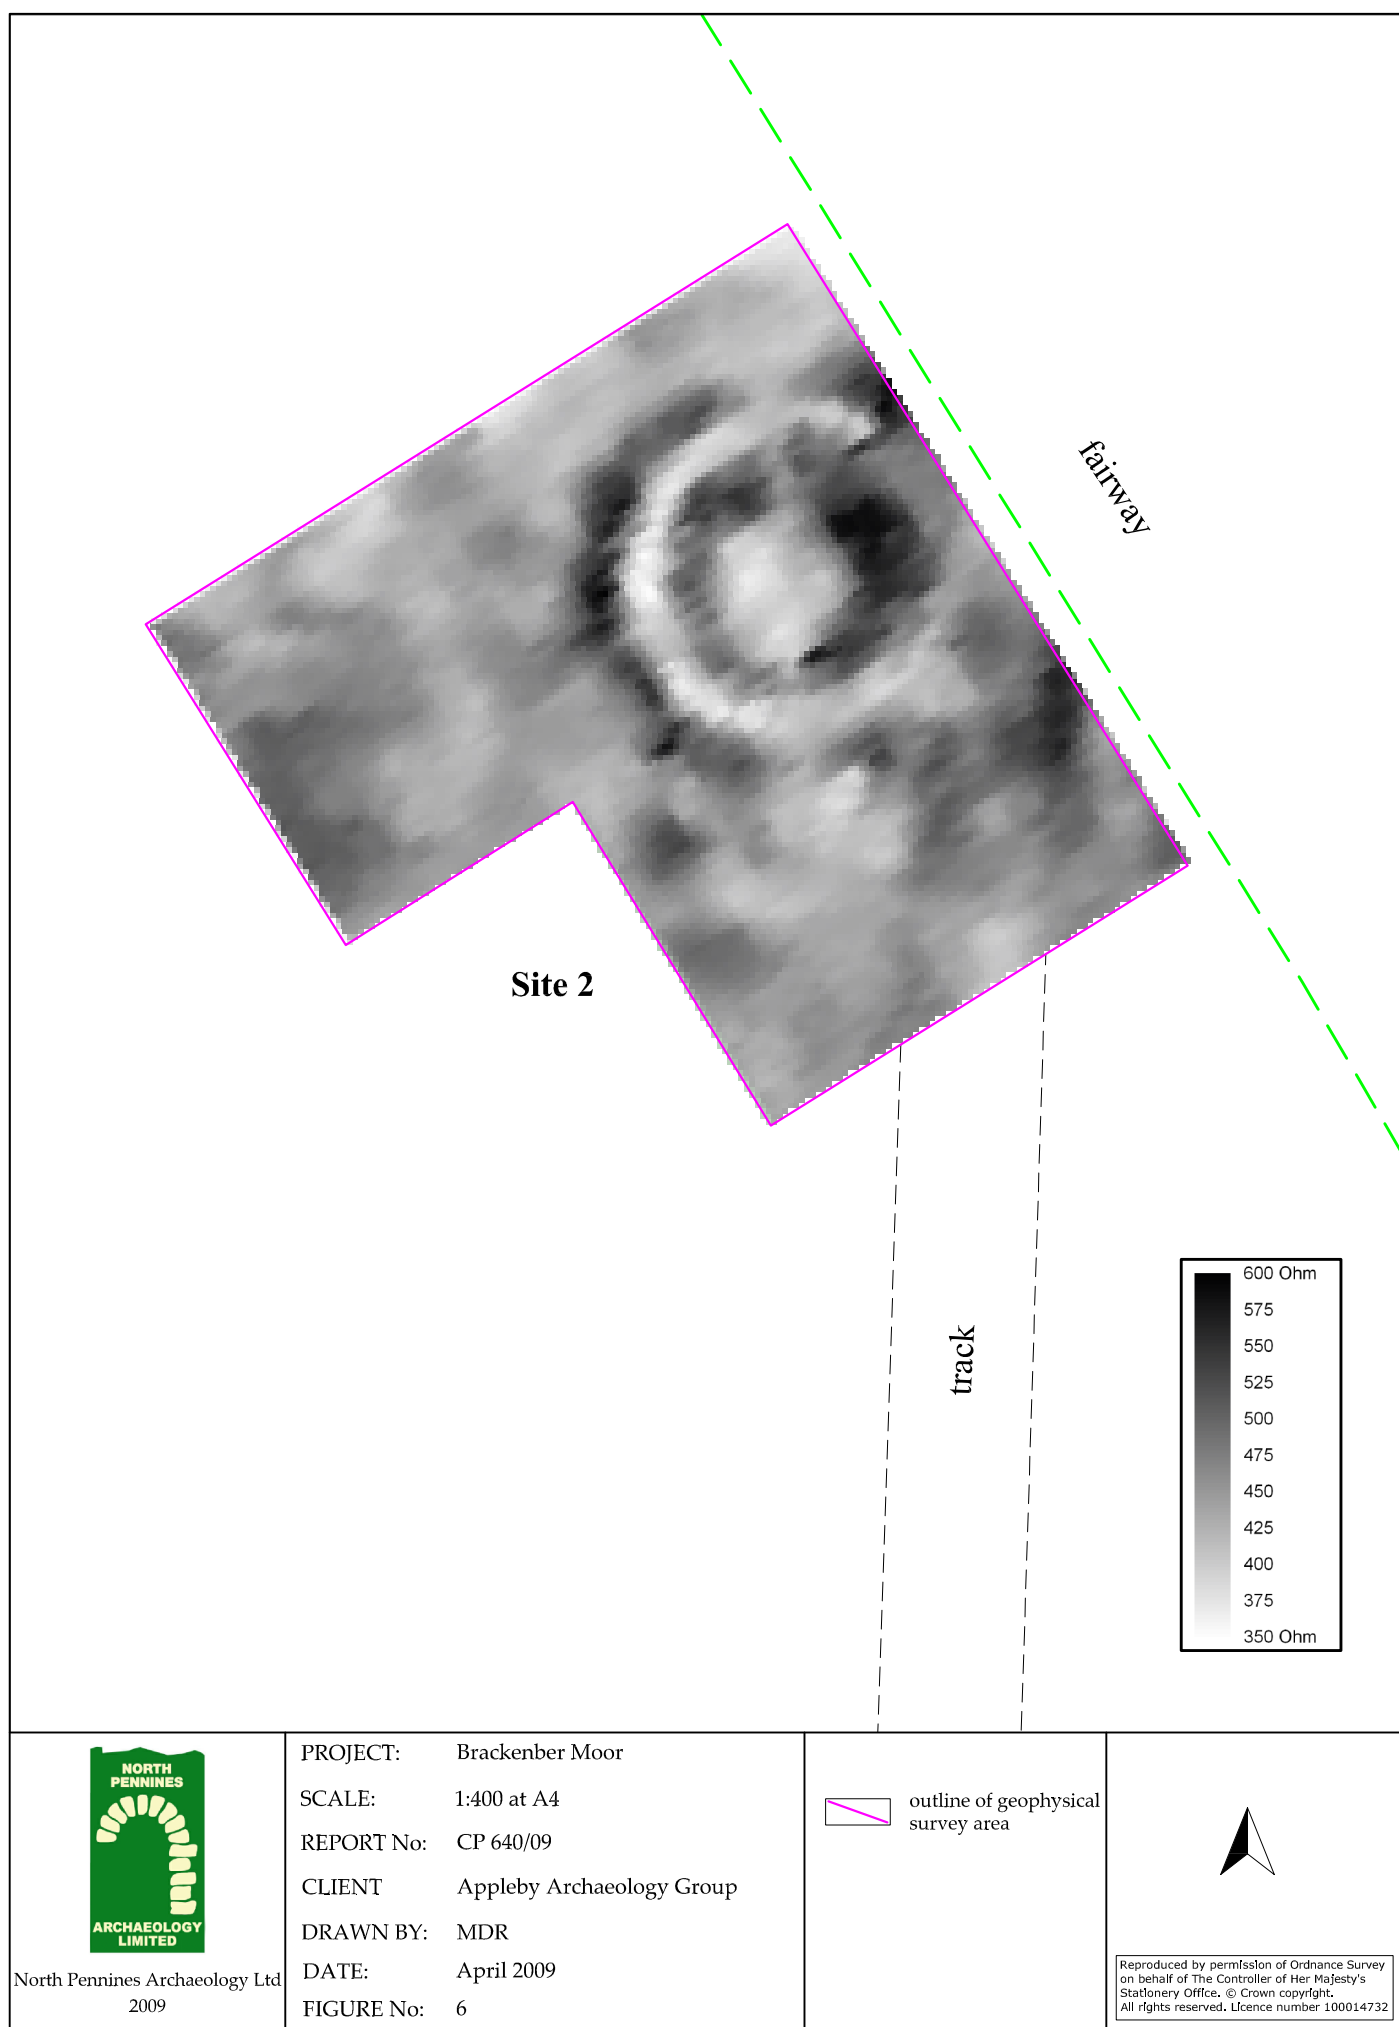 fairway
Site 2
track
600 Ohm
575
550
525
500
475
450
425
400
375
350 Ohm
NORTH
PENNINES
ARCHAEOLOGY
LIMITED
North Pennines Archaeology Ltd
2009
PROJECT: Brackenber Moor
SCALE: 1:400 at A4
REPORT No: CP 640/09
CLIENT Appleby Archaeology Group
DRAWN BY: MDR
DATE: April 2009
FIGURE No: 6
outline of geophysical
survey area
Reproduced by permission of Ordnance Survey
on behalf of The Controller of Her Majesty's
Stationery Office. © Crown copyright.
All rights reserved. Licence number 100014732